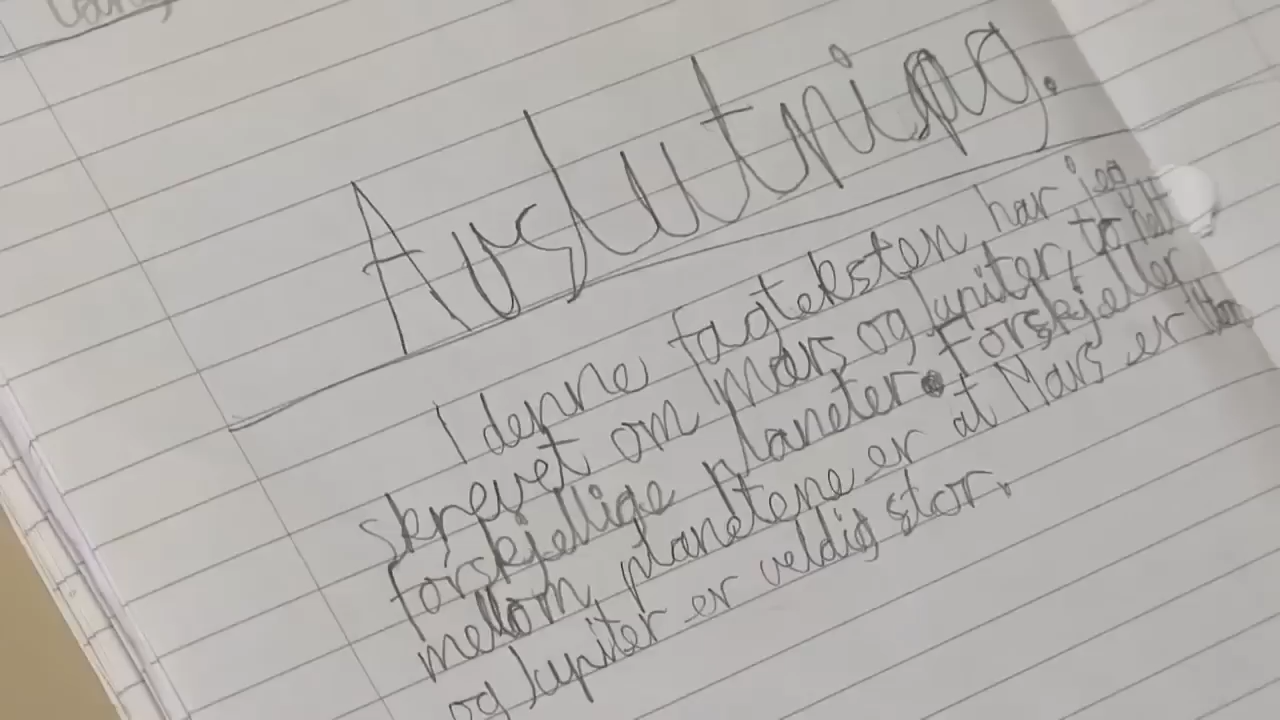 Avslutning.
I denne fagteksten har jeg
skrevet om mars og Jupiter, to helt
forskjellige planeter. Forskjeller
mellom planetene er at Mars er liten
og Jupiter er veldig stor.